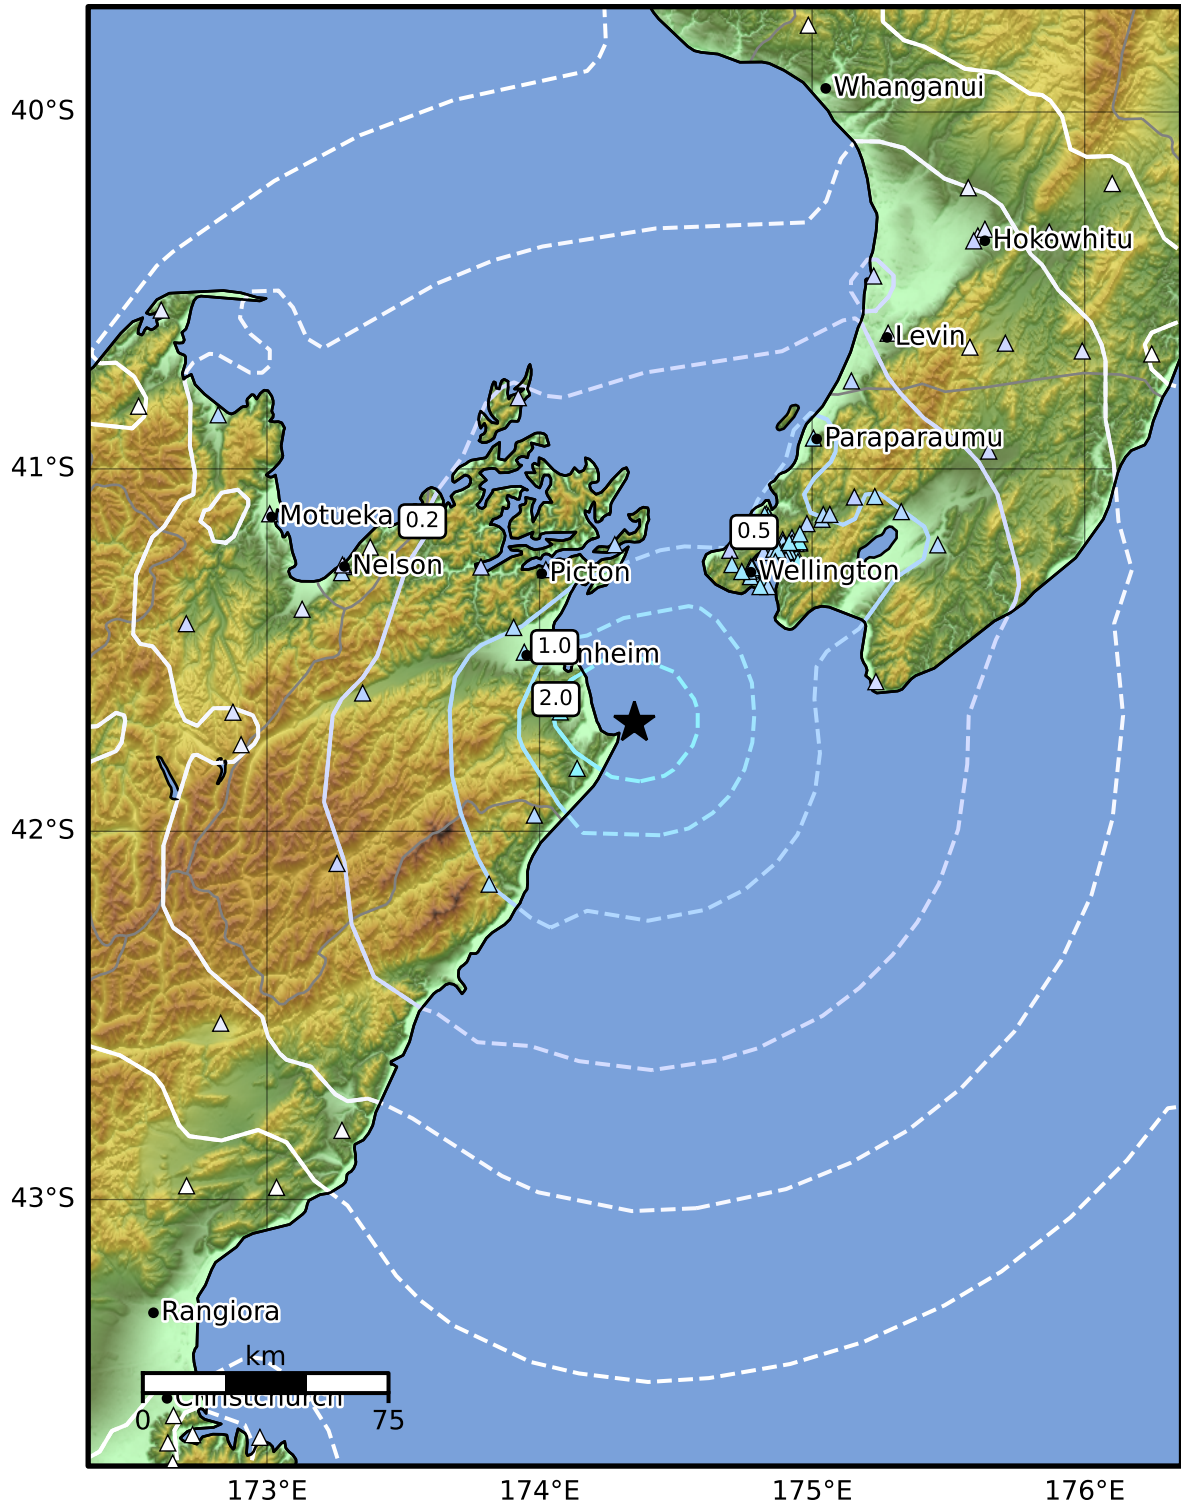 Whanganui
40°S
Hokowhitu
Levin
Paraparaumu
41°S
Motueka
0.2
0.5
Nelson
Picton
Wellington
1.0
nheim
2.0
42°S
43°S
Rangiora
km
Christchurch
0
75
173°E
174°E
175°E
176°E